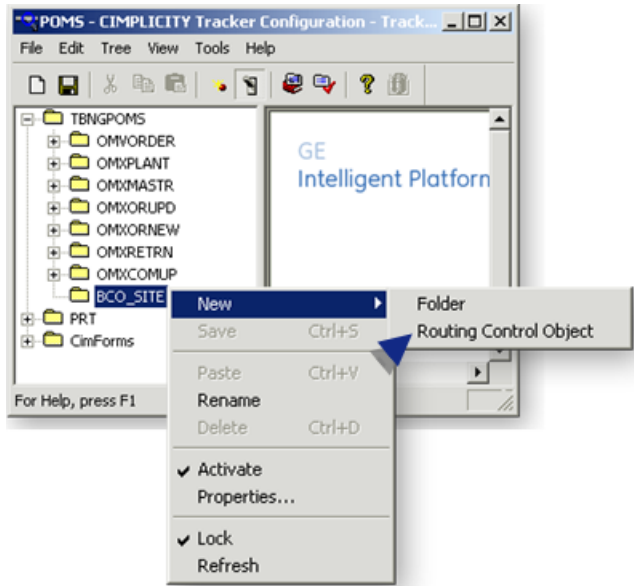 POMS - CIMPLICITY Tracker Configuration - Track...
File Edit Tree View Tools Help
TBNGPOMS
OMVORDER
OMXPLANT
OMXMASTR
OMXORUPD
OMXORNEW
OMXRETRN
OMXCOMUP
BCO_SITE
PRT
CimForms
GE
Intelligent Platform
For Help, press F1
New
Save Ctrl+S
Paste Ctrl+V
Rename
Delete Ctrl+D
Activate
Properties...
Lock
Refresh
Folder
Routing Control Object